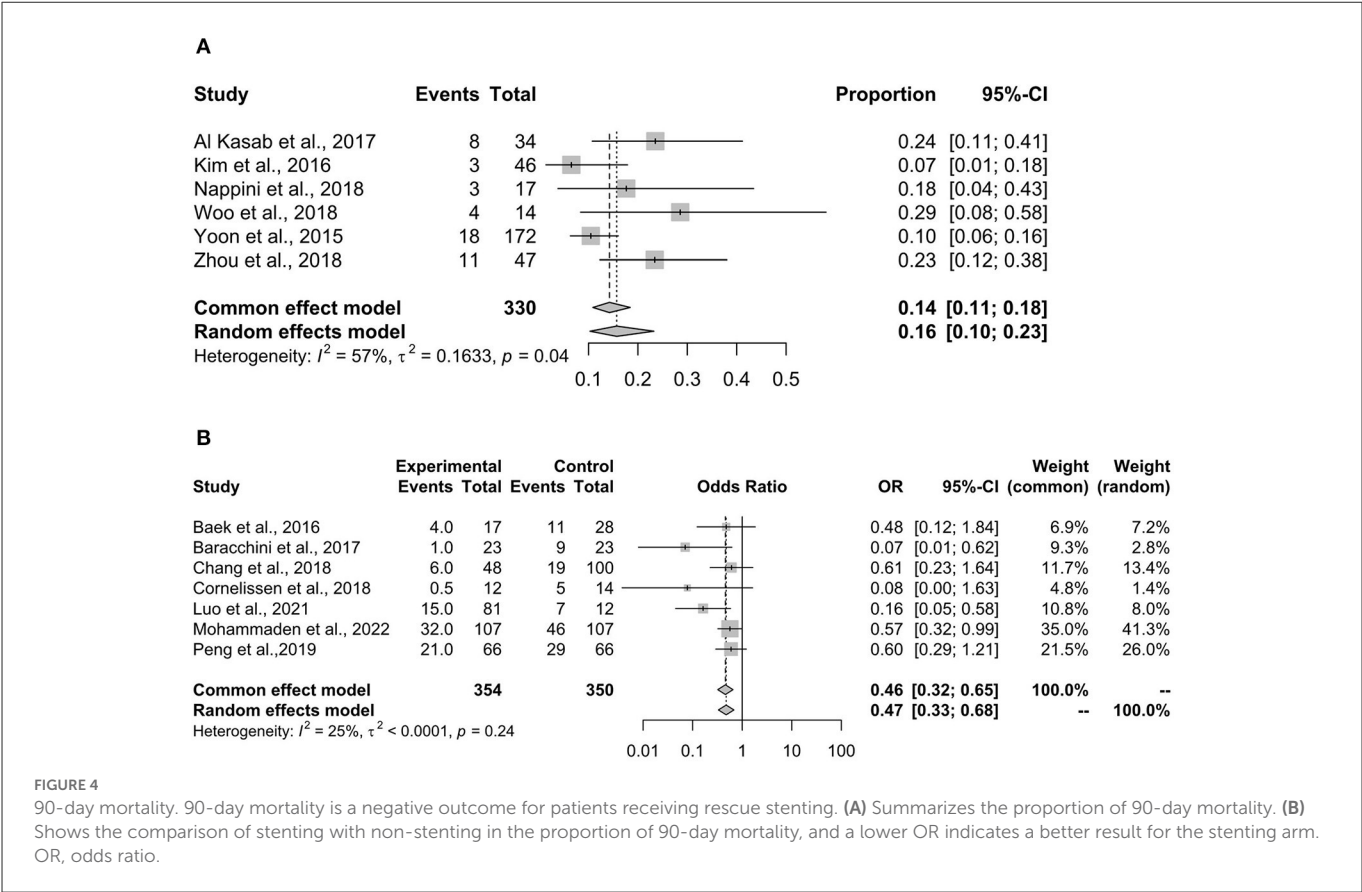 A
Study Events Total Proportion 95%-CI
Al Kasab et al., 2017 8 34 0.24 [0.11; 0.41]
Kim et al., 2016 3 46 0.07 [0.01; 0.18]
Nappini et al., 2018 3 17 0.18 [0.04; 0.43]
Woo et al., 2018 4 14 0.29 [0.08; 0.58]
Yoon et al., 2015 18 172 0.10 [0.06; 0.16]
Zhou et al., 2018 11 47 0.23 [0.12; 0.38]
Common effect model 330 0.14 [0.11; 0.18]
Random effects model 0.16 [0.10; 0.23]
Heterogeneity: I² = 57%, τ² = 0.1633, p = 0.04
0.1 0.2 0.3 0.4 0.5
B
Experimental Control Weight Weight
Study Events Total Events Total Odds Ratio OR 95%-CI (common) (random)
Baek et al., 2016 4.0 17 11 28 0.48 [0.12; 1.84] 6.9% 7.2%
Baracchini et al., 2017 1.0 23 9 23 0.07 [0.01; 0.62] 9.3% 2.8%
Chang et al., 2018 6.0 48 19 100 0.61 [0.23; 1.64] 11.7% 13.4%
Cornelissen et al., 2018 0.5 12 5 14 0.08 [0.00; 1.63] 4.8% 1.4%
Luo et al., 2021 15.0 81 7 12 0.16 [0.05; 0.58] 10.8% 8.0%
Mohammaden et al., 2022 32.0 107 46 107 0.57 [0.32; 0.99] 35.0% 41.3%
Peng et al.,2019 21.0 66 29 66 0.60 [0.29; 1.21] 21.5% 26.0%
Common effect model 354 350 0.46 [0.32; 0.65] 100.0% --
Random effects model 0.47 [0.33; 0.68] -- 100.0%
Heterogeneity: I² = 25%, τ² < 0.0001, p = 0.24
0.01 0.1 1 10 100
FIGURE 4
90-day mortality. 90-day mortality is a negative outcome for patients receiving rescue stenting. (A) Summarizes the proportion of 90-day mortality. (B)
Shows the comparison of stenting with non-stenting in the proportion of 90-day mortality, and a lower OR indicates a better result for the stenting arm.
OR, odds ratio.